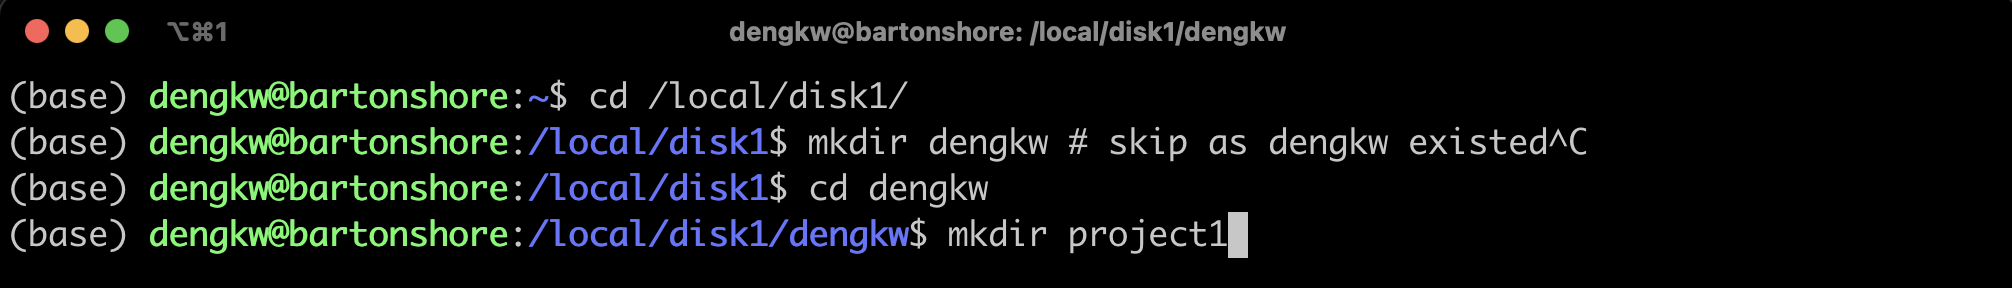 ⌥⌘1
dengkw@bartonshore: /local/disk1/dengkw
(base) dengkw@bartonshore:~$ cd /local/disk1/
(base) dengkw@bartonshore:/local/disk1$ mkdir dengkw # skip as dengkw existed^C
(base) dengkw@bartonshore:/local/disk1$ cd dengkw
(base) dengkw@bartonshore:/local/disk1/dengkw$ mkdir project1